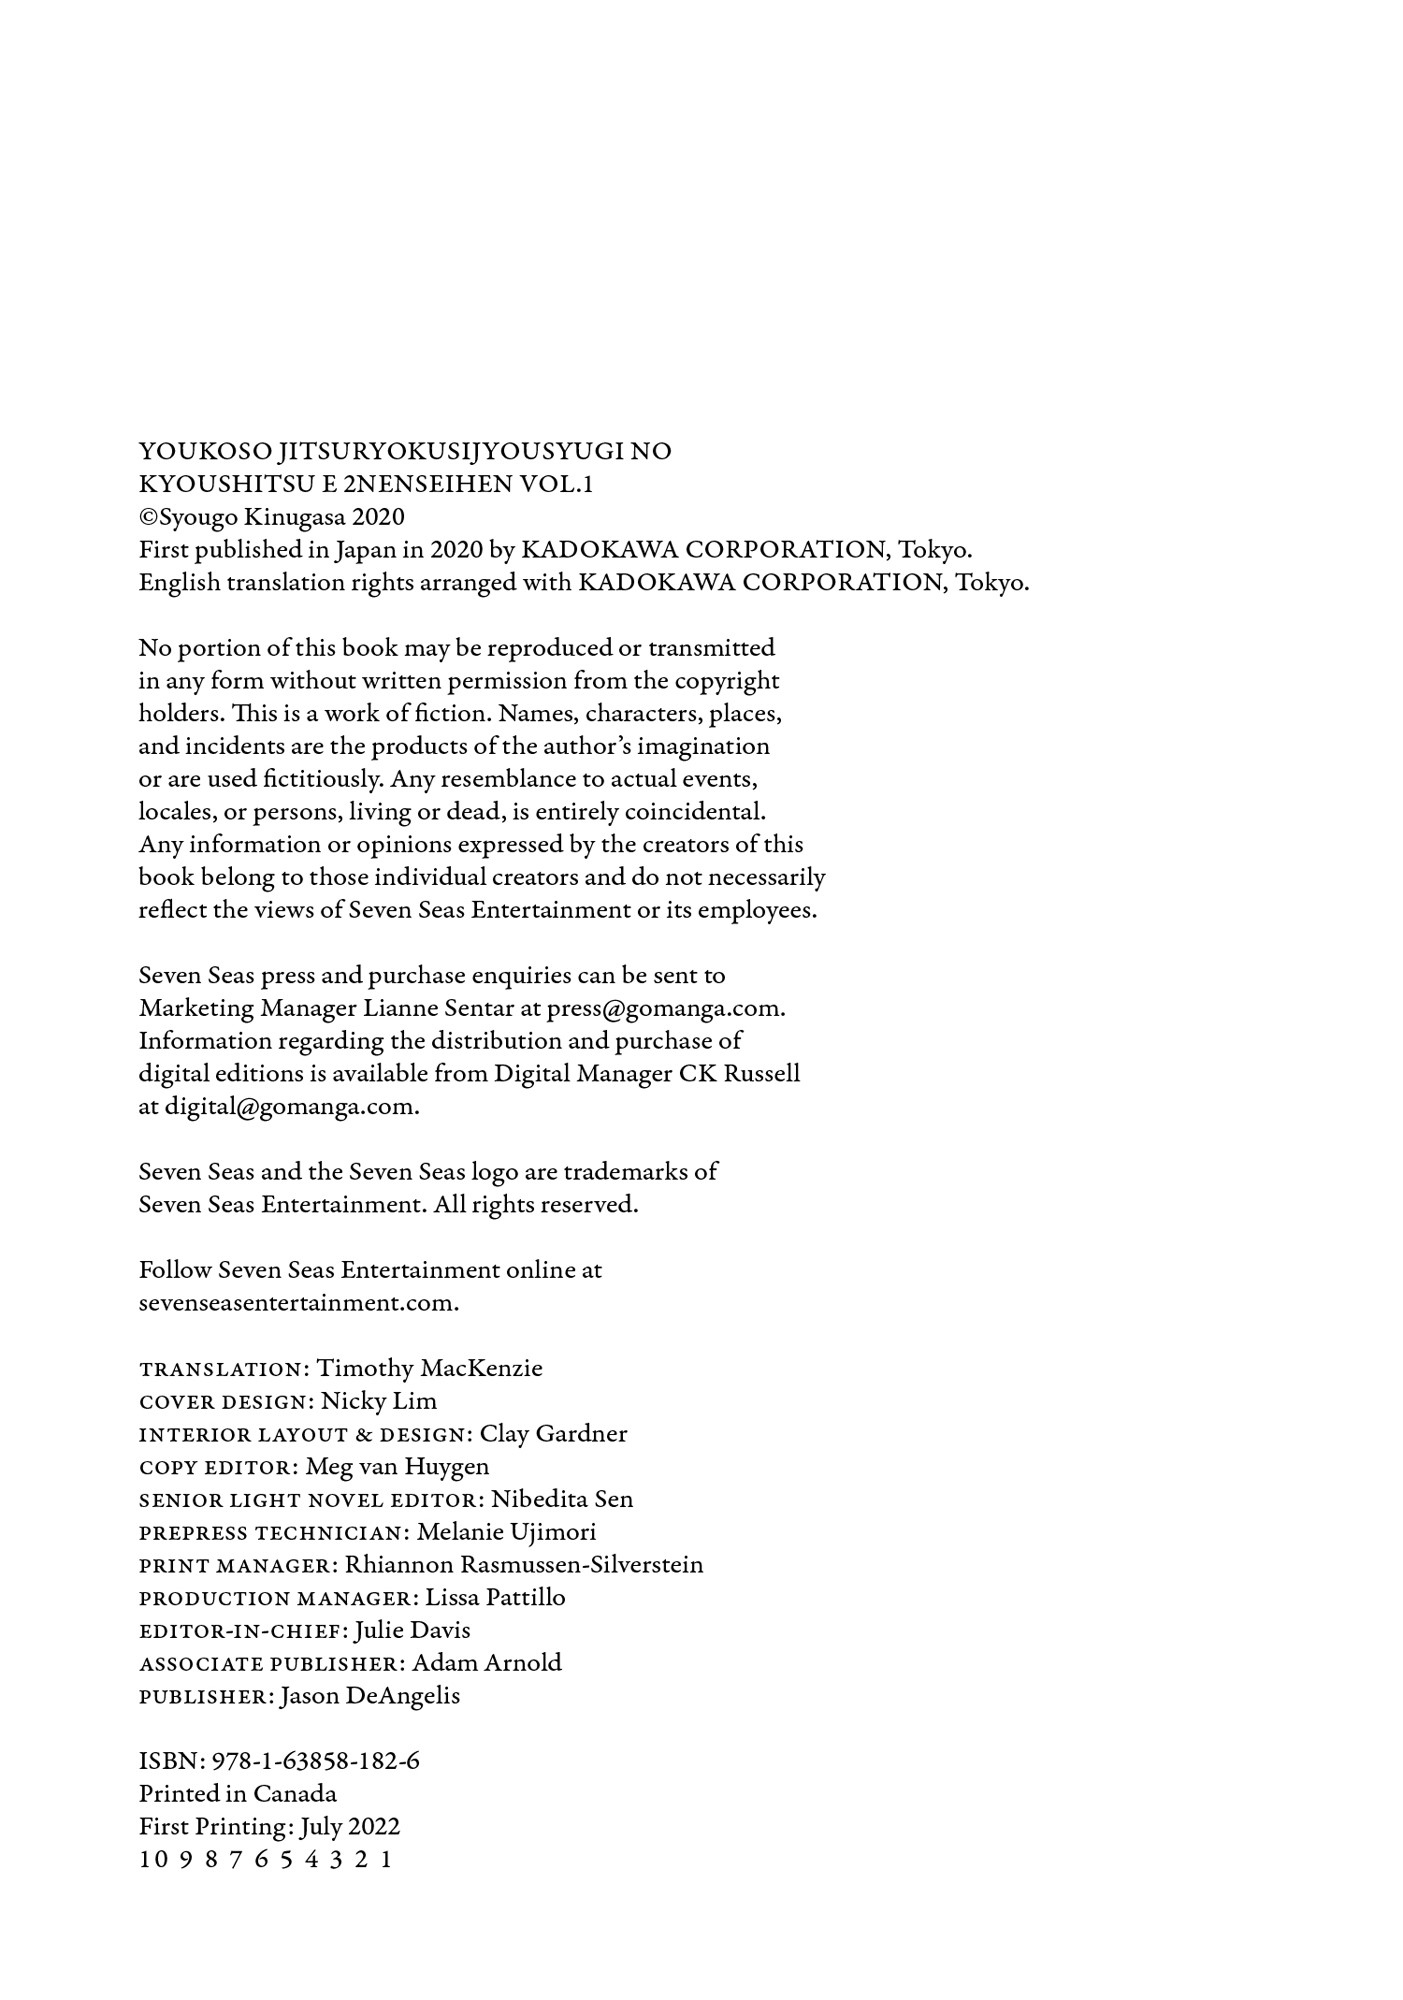 YOUKOSO JITSURYOKUSIJYOUSYUGI NO
KYOUSHITSU E 2NENSEIHEN VOL.1
©Syougo Kinugasa 2020
First published in Japan in 2020 by KADOKAWA CORPORATION, Tokyo.
English translation rights arranged with KADOKAWA CORPORATION, Tokyo.
No portion of this book may be reproduced or transmitted
in any form without written permission from the copyright
holders. This is a work of fiction. Names, characters, places,
and incidents are the products of the author’s imagination
or are used fictitiously. Any resemblance to actual events,
locales, or persons, living or dead, is entirely coincidental.
Any information or opinions expressed by the creators of this
book belong to those individual creators and do not necessarily
reflect the views of Seven Seas Entertainment or its employees.
Seven Seas press and purchase enquiries can be sent to
Marketing Manager Lianne Sentar at press@gomanga.com.
Information regarding the distribution and purchase of
digital editions is available from Digital Manager CK Russell
at digital@gomanga.com.
Seven Seas and the Seven Seas logo are trademarks of
Seven Seas Entertainment. All rights reserved.
Follow Seven Seas Entertainment online at
sevenseasentertainment.com.
TRANSLATION: Timothy MacKenzie
COVER DESIGN: Nicky Lim
INTERIOR LAYOUT & DESIGN: Clay Gardner
COPY EDITOR: Meg van Huygen
SENIOR LIGHT NOVEL EDITOR: Nibedita Sen
PREPRESS TECHNICIAN: Melanie Ujimori
PRINT MANAGER: Rhiannon Rasmussen-Silverstein
PRODUCTION MANAGER: Lissa Pattillo
EDITOR-IN-CHIEF: Julie Davis
ASSOCIATE PUBLISHER: Adam Arnold
PUBLISHER: Jason DeAngelis
ISBN: 978-1-63858-182-6
Printed in Canada
First Printing: July 2022
10 9 8 7 6 5 4 3 2 1